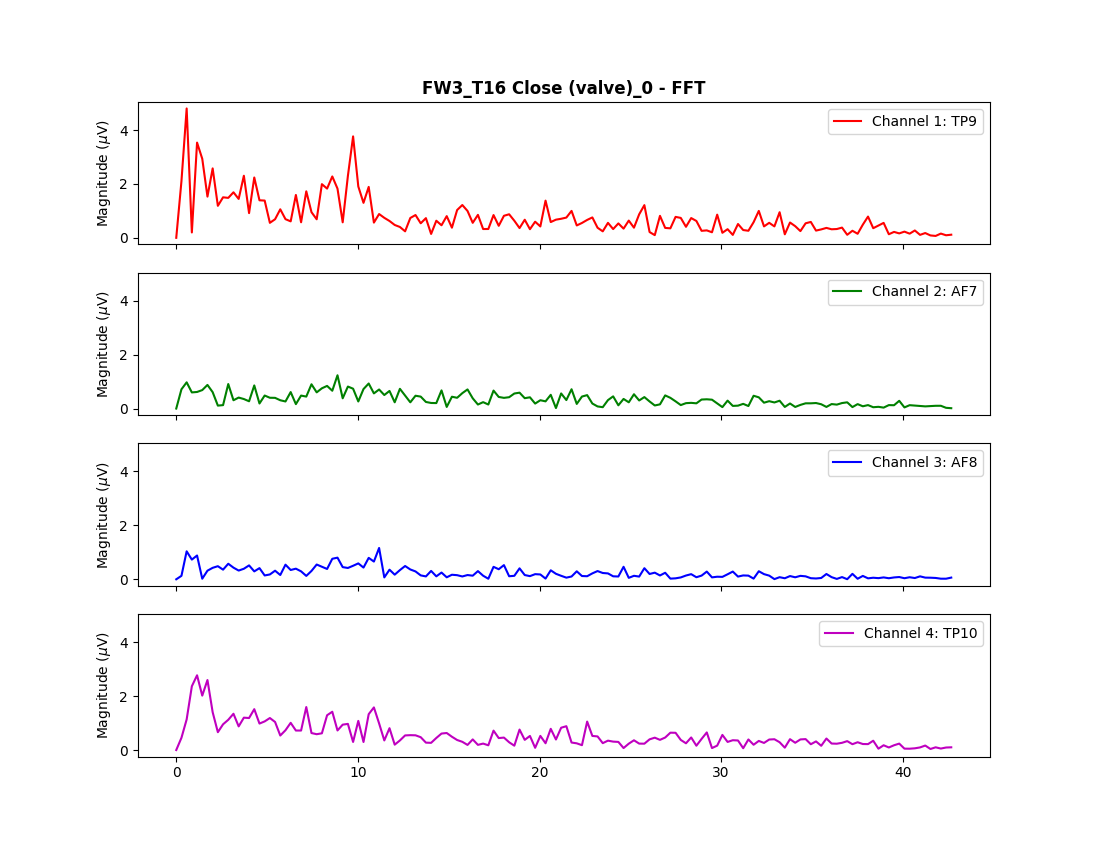 FW3_T16 Close (valve)_0 - FFT
Magnitude (μV)
4
2
0
Channel 1: TP9
Magnitude (μV)
4
2
0
Channel 2: AF7
Magnitude (μV)
4
2
0
Channel 3: AF8
Magnitude (μV)
4
2
0
Channel 4: TP10
0 10 20 30 40